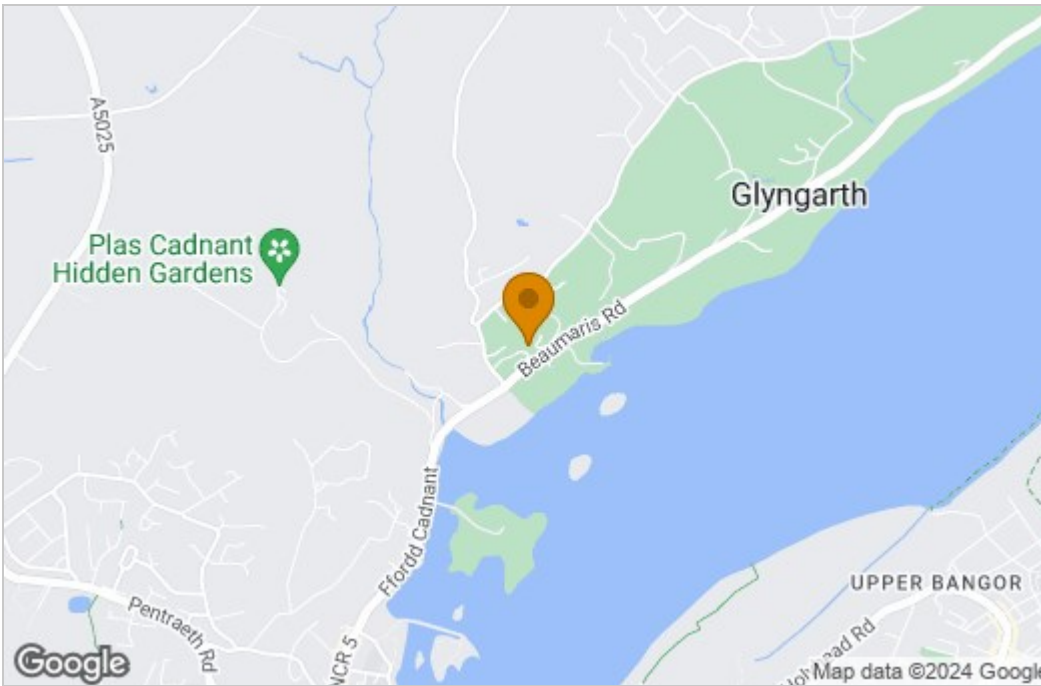 A5025
Glyngarth
Plas Cadnant
Hidden Gardens
Beaumaris Rd
Ffordd Cadnant
UPPER BANGOR
Pentraeth Rd
NCR 5
Google
Map data ©2024 Google